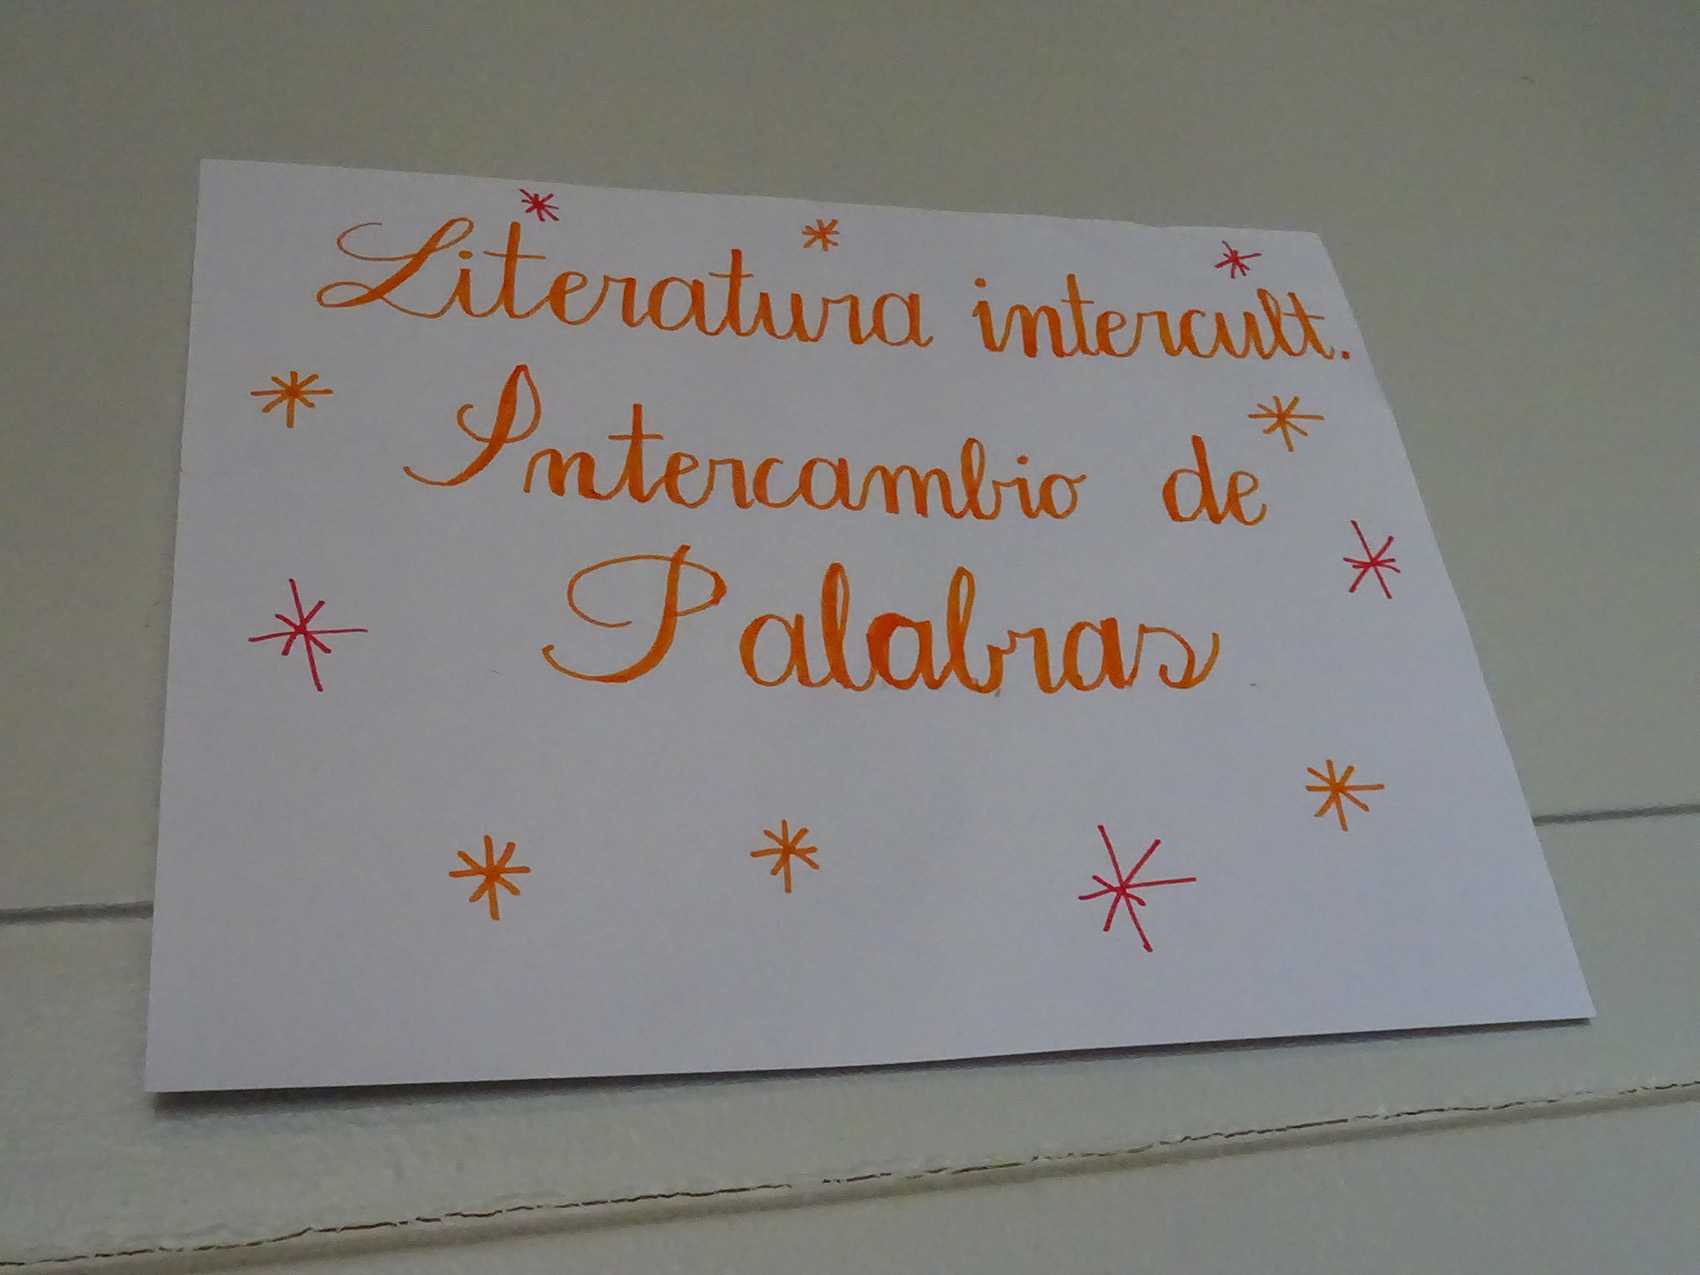 Literatura intercult.
Intercambio de
Palabras